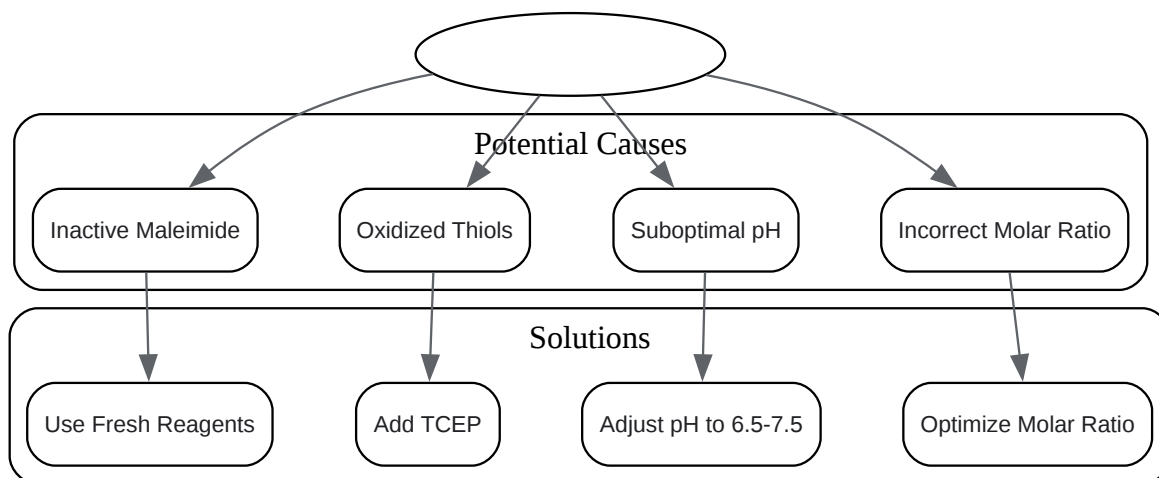 Potential Causes
Inactive Maleimide
Oxidized Thiols
Suboptimal pH
Incorrect Molar Ratio
Solutions
Use Fresh Reagents
Add TCEP
Adjust pH to 6.5-7.5
Optimize Molar Ratio